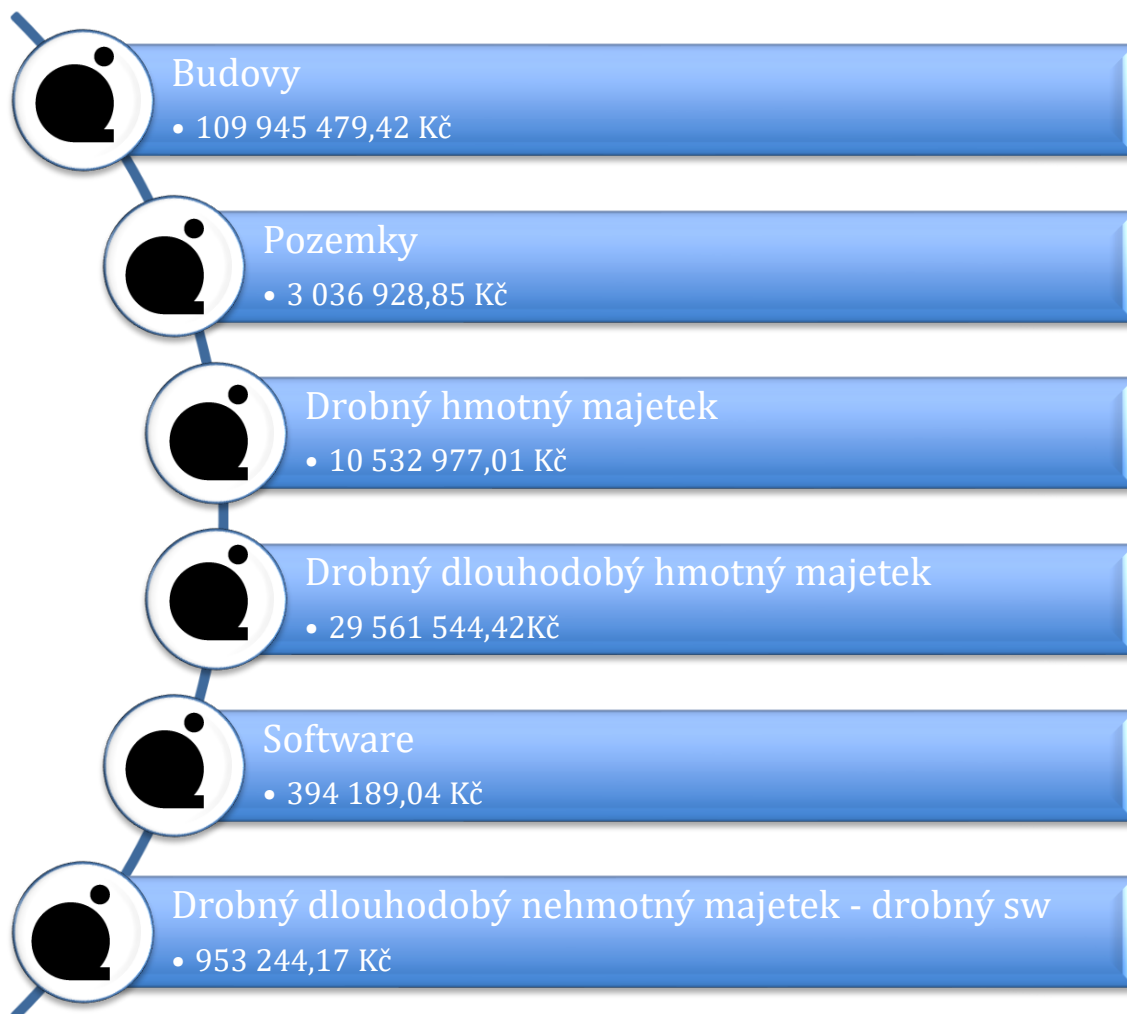 Budovy
• 109 945 479,42 Kč
Pozemky
• 3 036 928,85 Kč
Drobný hmotný majetek
• 10 532 977,01 Kč
Drobný dlouhodobý hmotný majetek
• 29 561 544,42Kč
Software
• 394 189,04 Kč
Drobný dlouhodobý nehmotný majetek - drobný sw
• 953 244,17 Kč